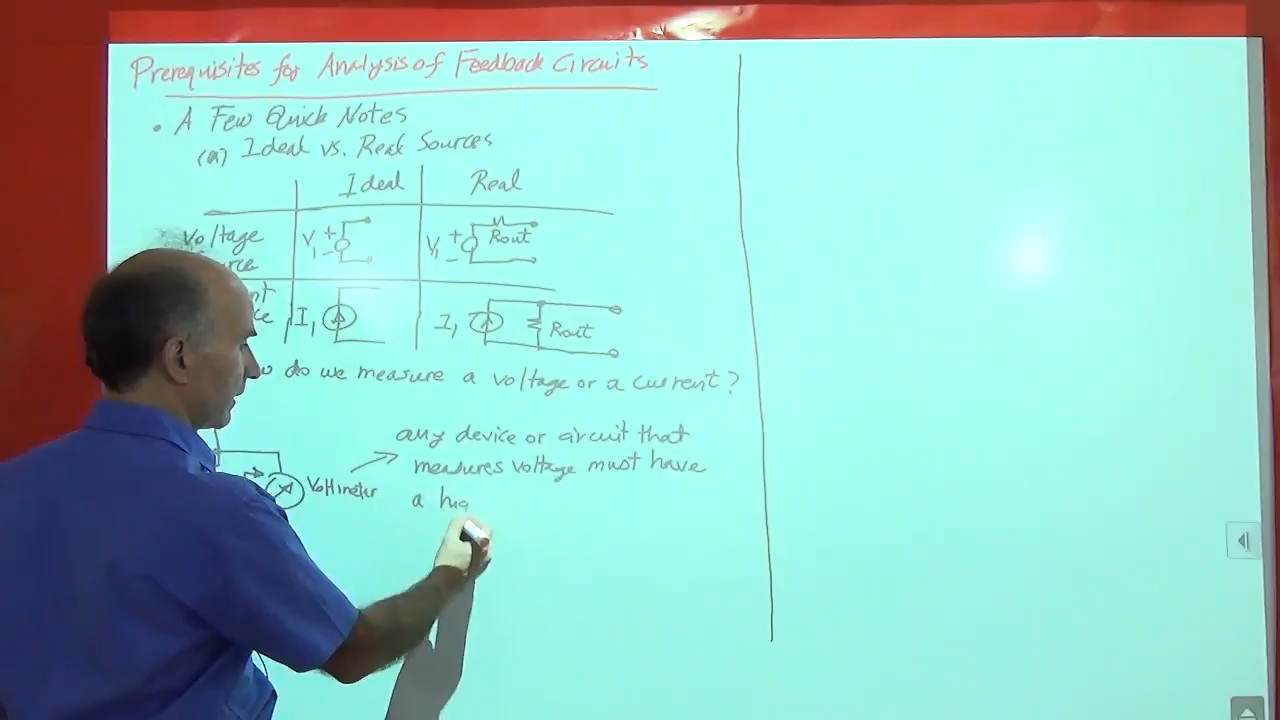 Prerequisites for Analysis of Feedback Circuits
• A Few Quick Notes
(a) Ideal vs. Real Sources
Ideal Real
Voltage V1 + - V1 + - Rout
I1 I1 Rout
do we measure a voltage or a current?
any device or circuit that
measures voltage must have
Voltmeter
a hig